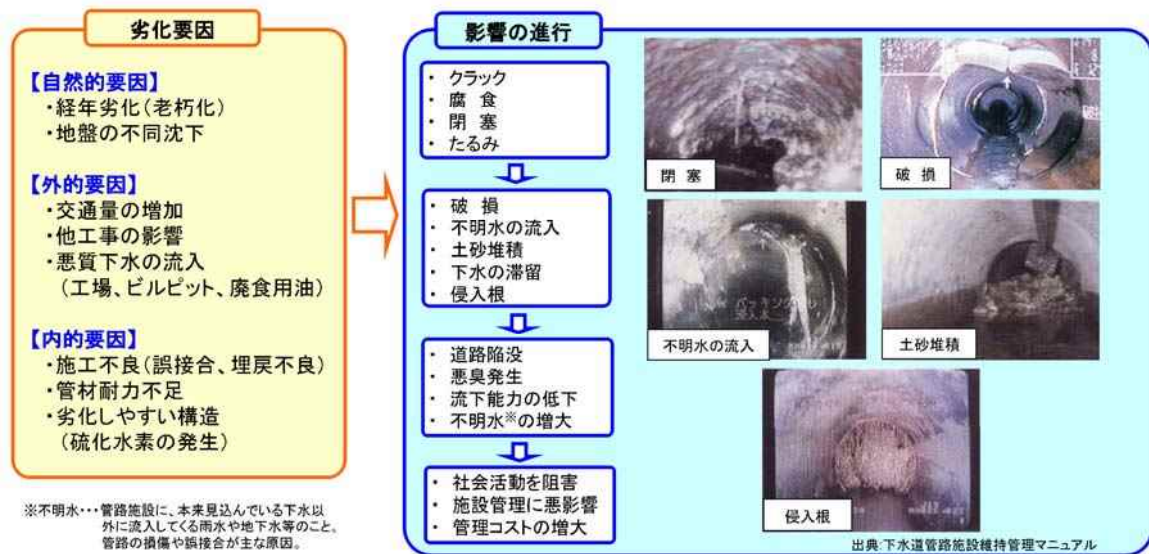 劣化要因
【自然的要因】
・経年劣化(老朽化)
・地盤の不同沈下
【外的要因】
・交通量の増加
・他工事の影響
・悪質下水の流入
(工場、ビルピット、廃食用油)
【内的要因】
・施工不良(誤接合、埋戻不良)
・管材耐力不足
・劣化しやすい構造
(硫化水素の発生)
※不明水・・・管路施設に、本来見込んでいる下水以
外に流入してくる雨水や地下水等のこと。
管路の損傷や誤接合が主な原因。
影響の進行
・ クラック
・ 腐 食
・ 閉 塞
・ たるみ
・ 破 損
・ 不明水の流入
・ 土砂堆積
・ 下水の滞留
・ 侵入根
・ 道路陥没
・ 悪臭発生
・ 流下能力の低下
・ 不明水※の増大
・ 社会活動を阻害
・ 施設管理に悪影響
・ 管理コストの増大
閉 塞
破 損
不明水の流入
土砂堆積
侵入根
出典:下水道管路施設維持管理マニュアル